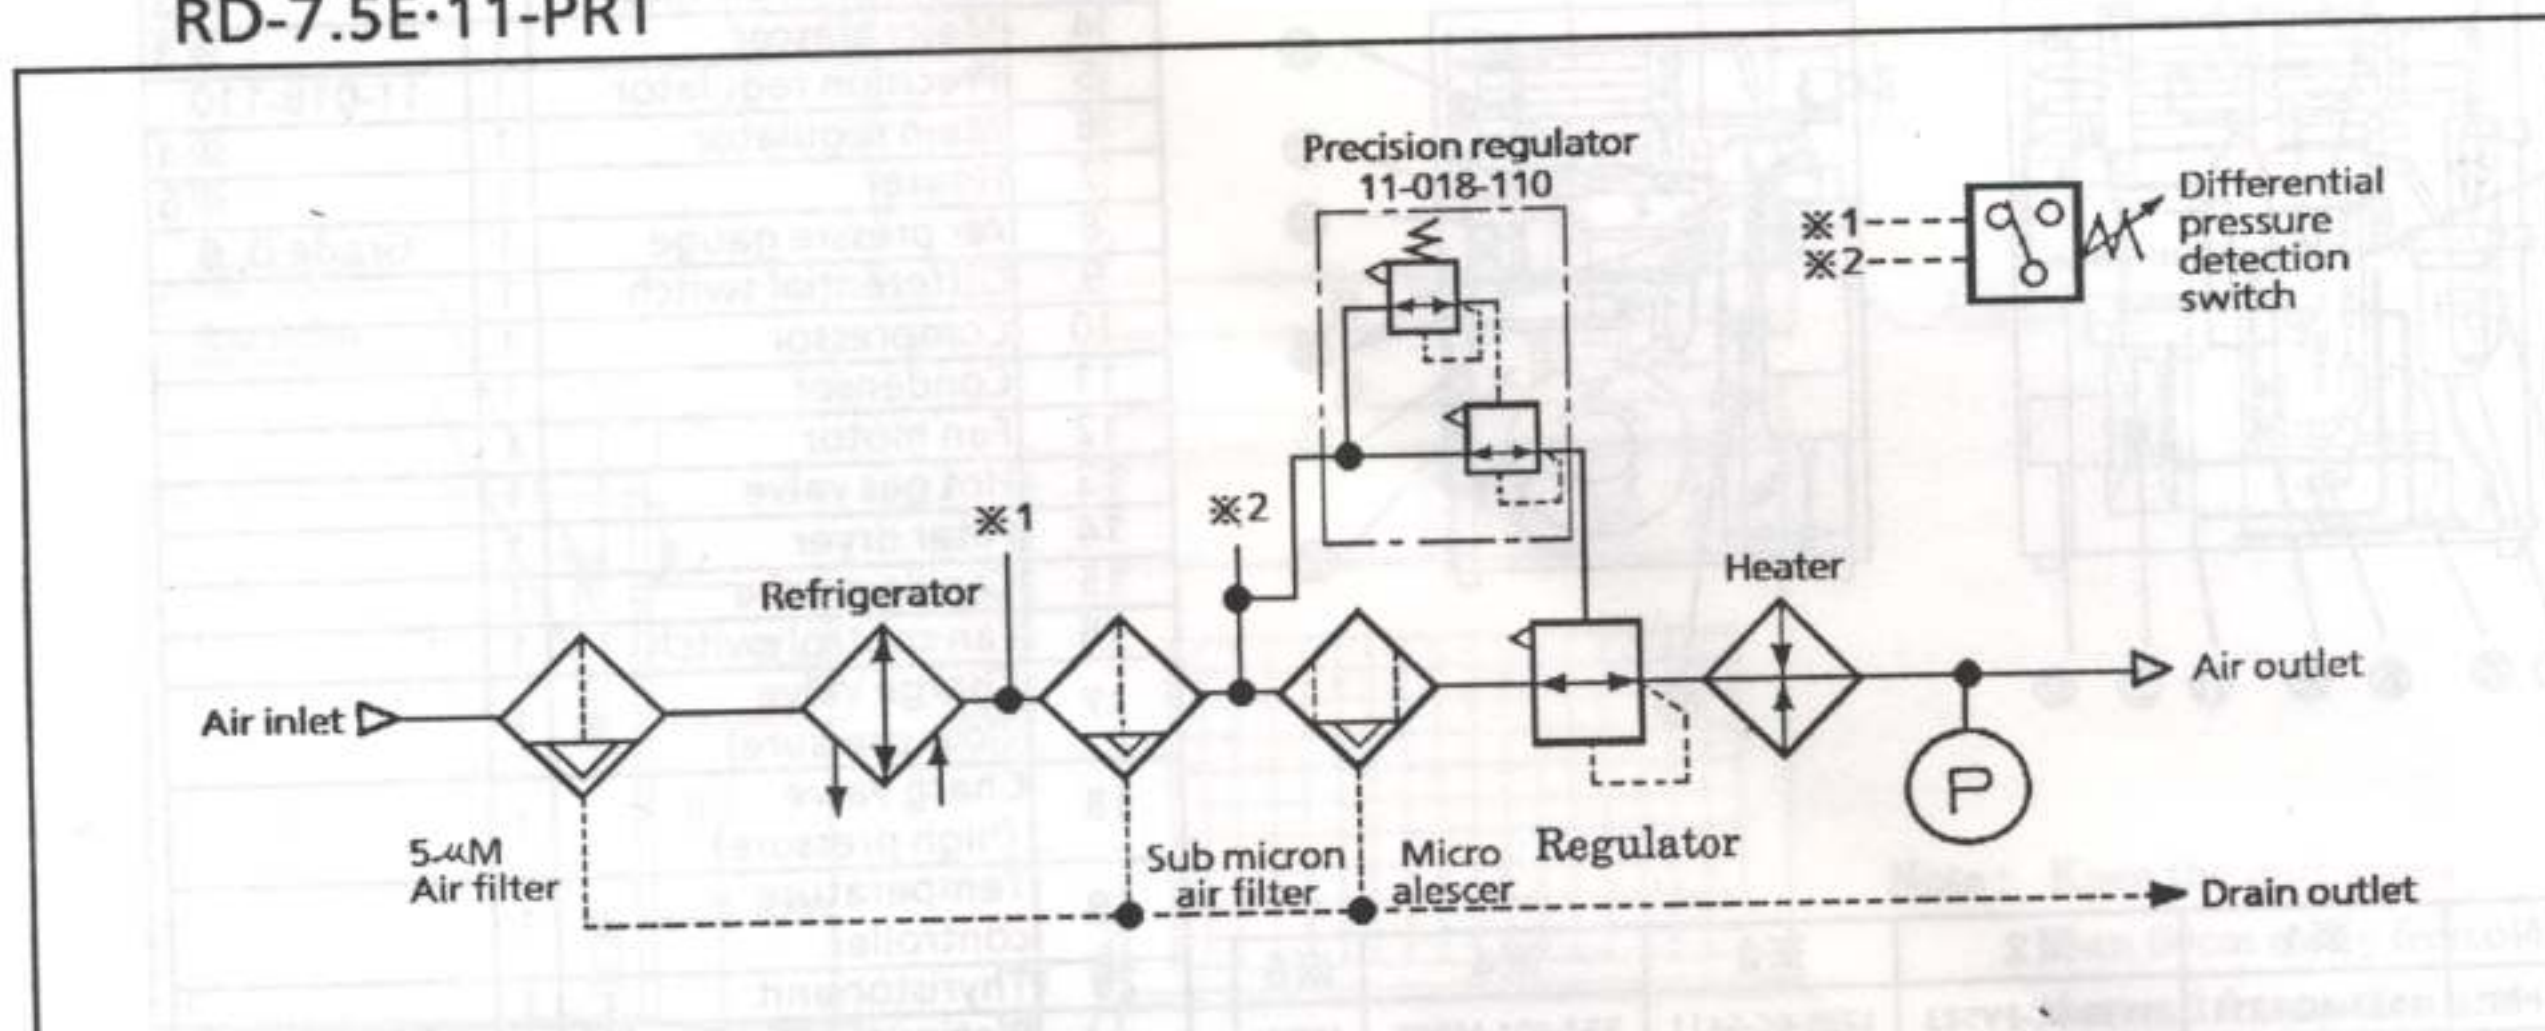 RD-7.5E·11-PRT
Precision regulator
11-018-110
※1
※2
Differential
pressure
detection
switch
※1
※2
Refrigerator
Heater
Air inlet
Air outlet
P
5μM
Air filter
Sub micron
air filter
Micro
alescer
Regulator
Drain outlet